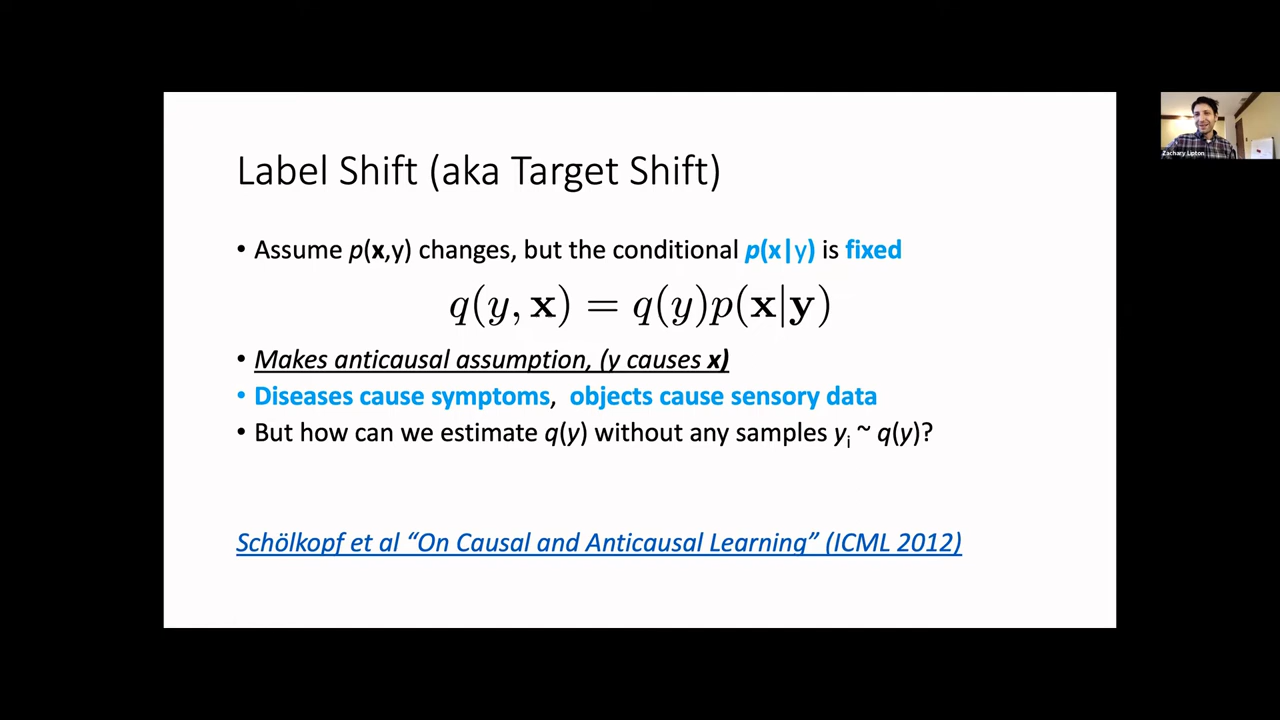 Label Shift (aka Target Shift)
• Assume p(x,y) changes, but the conditional p(x|y) is fixed
q(y, x) = q(y)p(x|y)
• Makes anticausal assumption, (y causes x)
• Diseases cause symptoms, objects cause sensory data
• But how can we estimate q(y) without any samples yi ~ q(y)?
Schölkopf et al “On Causal and Anticausal Learning” (ICML 2012)
Zachary Lipton